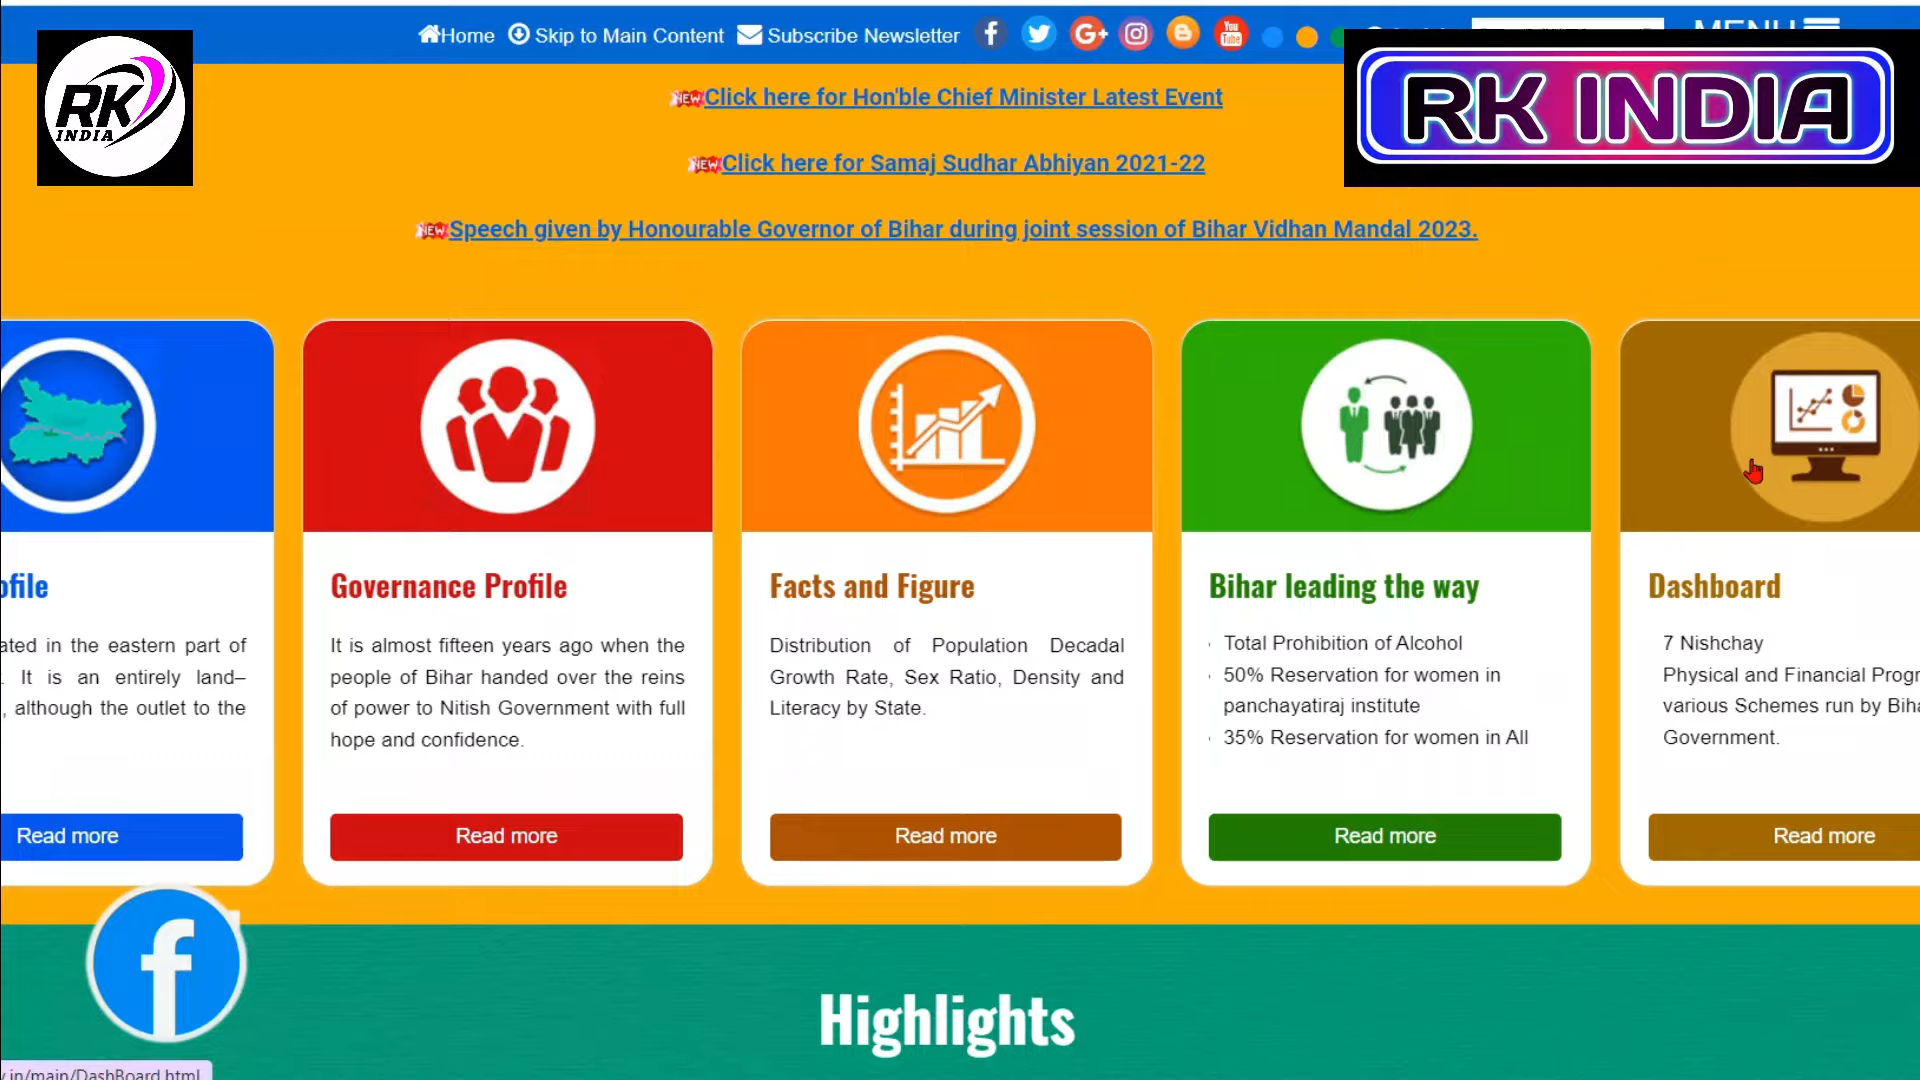 Home Skip to Main Content Subscribe Newsletter
RK
INDIA
RK INDIA
NEW Click here for Hon'ble Chief Minister Latest Event
NEW Click here for Samaj Sudhar Abhiyan 2021-22
NEW Speech given by Honourable Governor of Bihar during joint session of Bihar Vidhan Mandal 2023.
ofile
ated in the eastern part of
. It is an entirely land–
, although the outlet to the
Read more
Governance Profile
It is almost fifteen years ago when the
people of Bihar handed over the reins
of power to Nitish Government with full
hope and confidence.
Read more
Facts and Figure
Distribution of Population Decadal
Growth Rate, Sex Ratio, Density and
Literacy by State.
Read more
Bihar leading the way
Total Prohibition of Alcohol
50% Reservation for women in
panchayatiraj institute
35% Reservation for women in All
Read more
Dashboard
7 Nishchay
Physical and Financial Progr
various Schemes run by Biha
Government.
Read more
Highlights
v.in/main/DashBoard.html